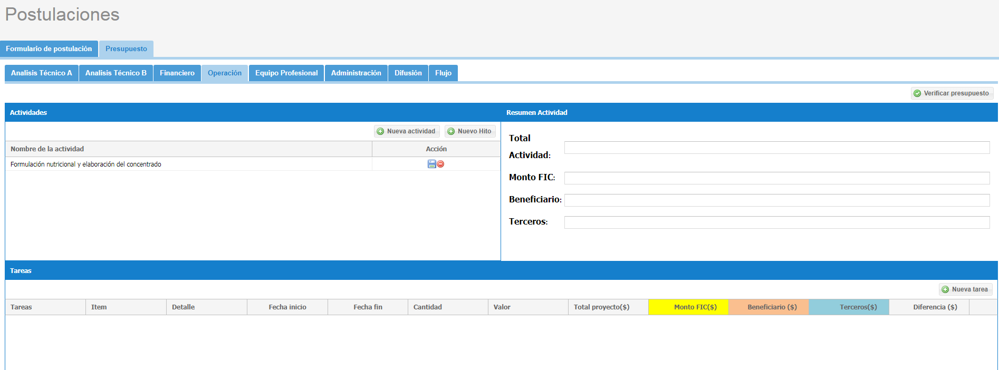 Postulaciones
Formulario de postulación Presupuesto
Analisis Técnico A Analisis Técnico B Financiero Operación Equipo Profesional Administración Difusión Flujo
Verificar presupuesto
Actividades
Nueva actividad Nuevo Hito
Nombre de la actividad Acción
Formulación nutricional y elaboración del concentrado
Resumen Actividad
Total
Actividad:
Monto FIC:
Beneficiario:
Terceros:
Tareas
Nueva tarea
Tareas Item Detalle Fecha inicio Fecha fin Cantidad Valor Total proyecto($) Monto FIC($) Beneficiario ($) Terceros($) Diferencia ($)